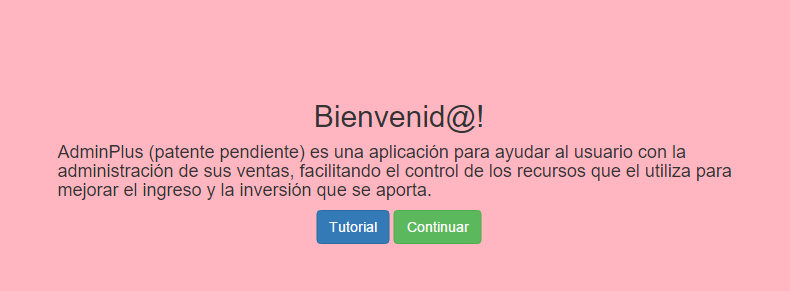 Bienvenid@!
AdminPlus (patente pendiente) es una aplicación para ayudar al usuario con la
administración de sus ventas, facilitando el control de los recursos que el utiliza para
mejorar el ingreso y la inversión que se aporta.
Tutorial Continuar